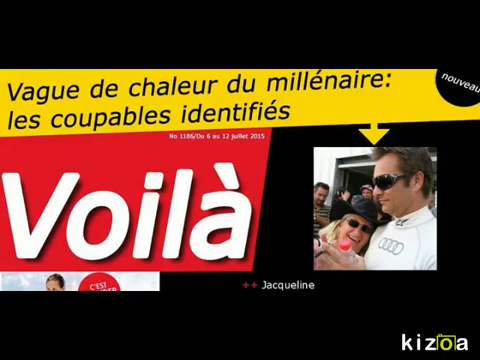 Vague de chaleur du millénaire:
les coupables identifiés
nouveau
No 1186/Du 6 au 12 juillet 2015
Voilà
C'EST
++ Jacqueline
kizoa